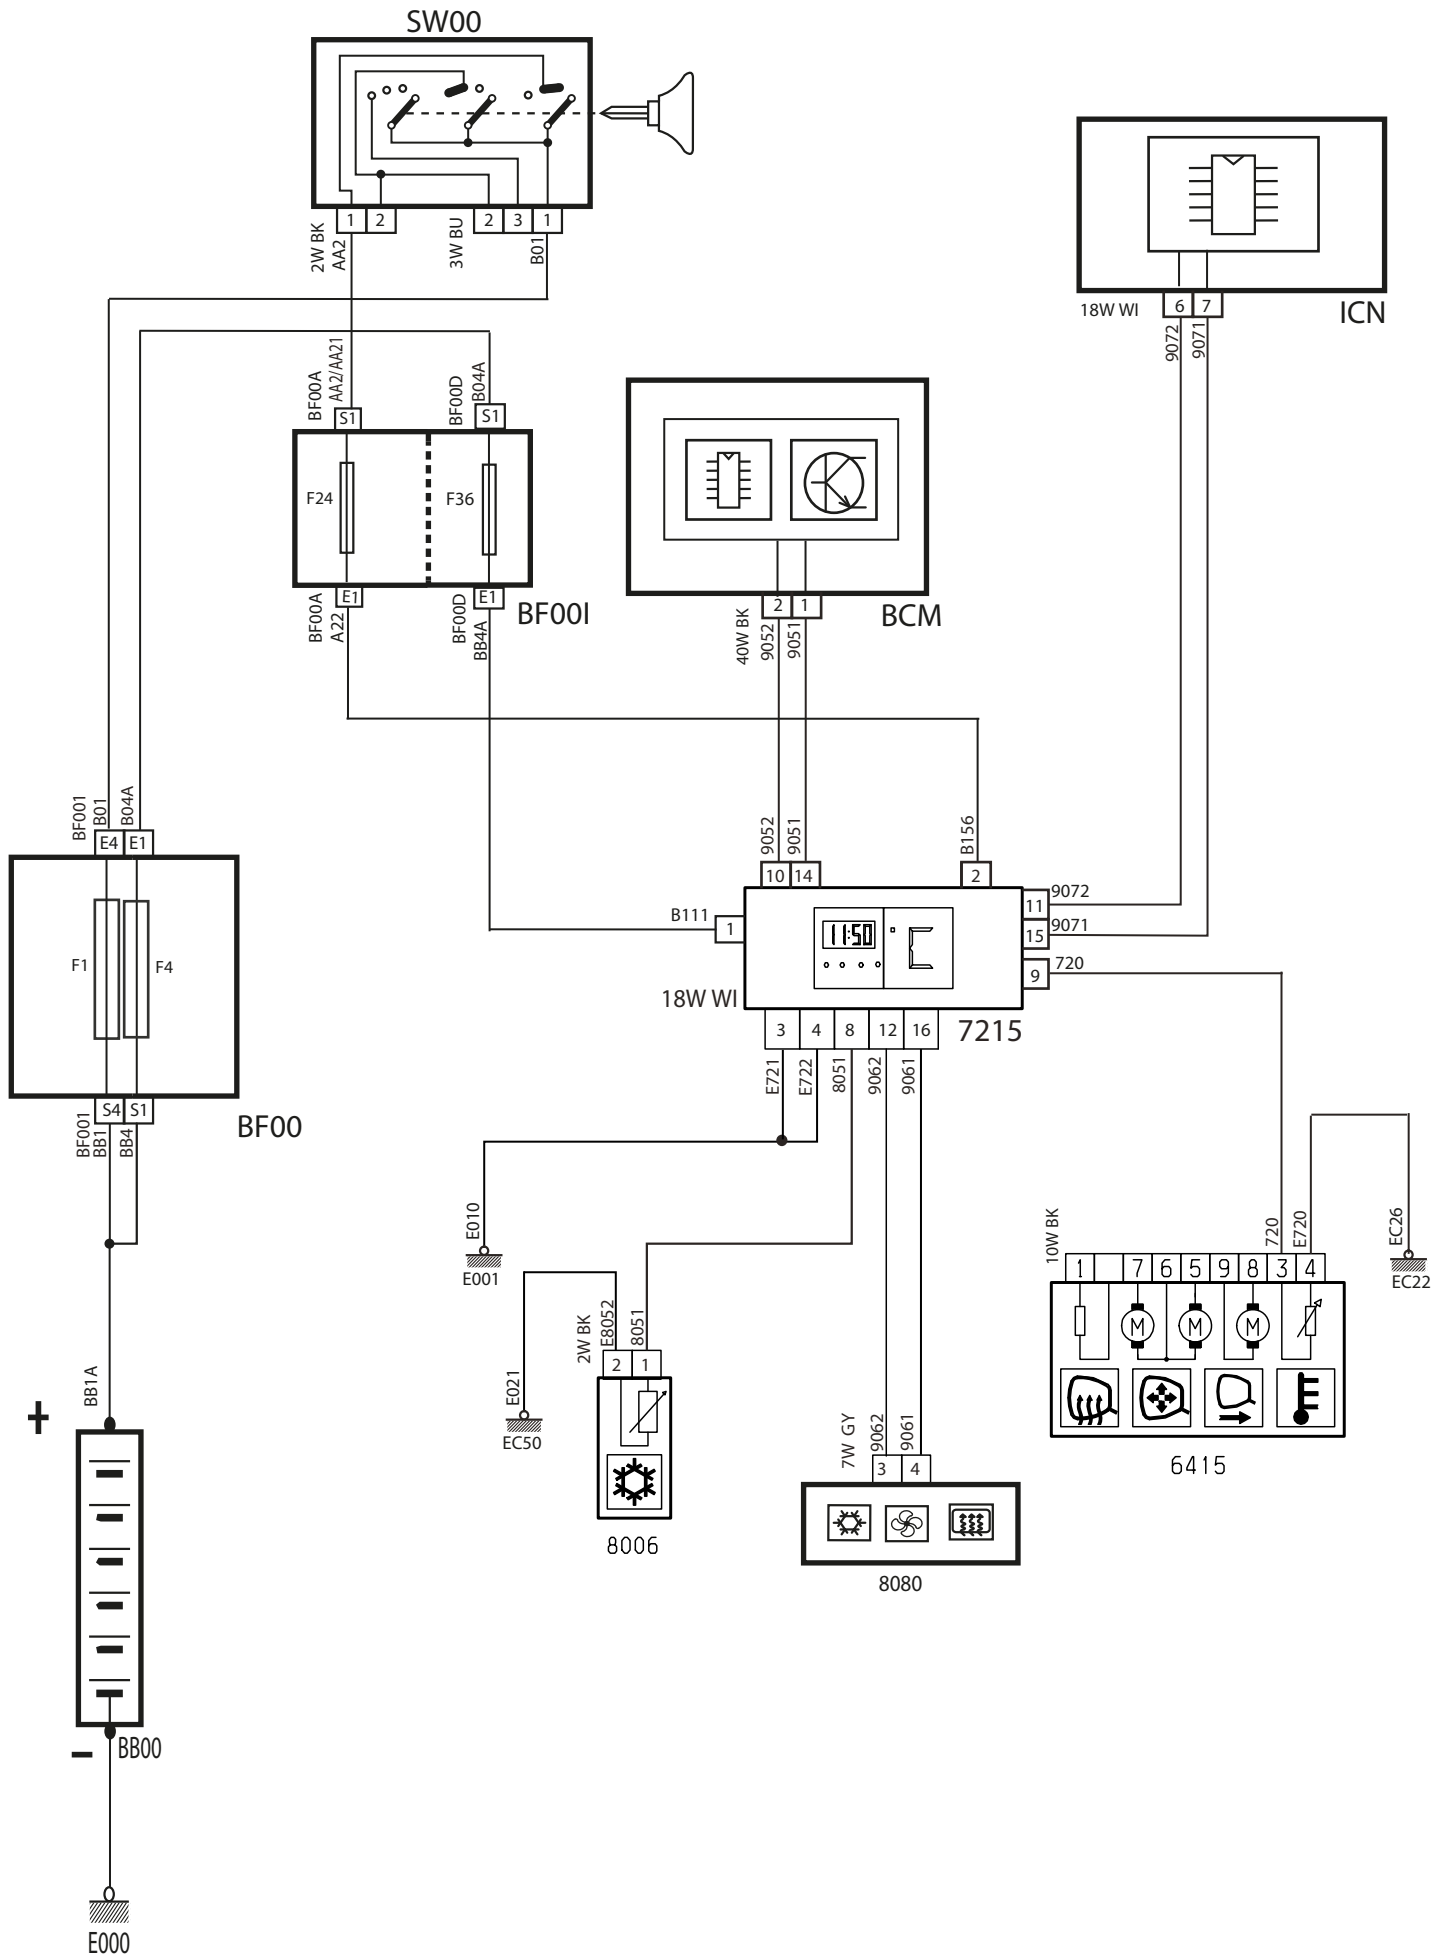 SW00
1
2
2
3
1
2W BK
AA2
3W BU
B01
ICN
18W WI
6
7
9072
9071
BF00A
AA2/AA21
BF00D
B04A
S1
S1
F24
F36
E1
E1
BF00A
A22
BF00D
BB4A
BF00I
BCM
2
1
40W BK
9052
9051
BF001
B01
B04A
E4
E1
F1
F4
S4
S1
BF001
BB1
BB4
BF00
9052
9051
B156
10
14
2
B111
1
11:50
°C
11
9072
15
9071
9
720
18W WI
7215
3
4
8
12
16
E721
E722
8051
9062
9061
E010
E001
E021
EC50
2W BK
E8052
8051
2
1
8006
7W GY
9062
9061
3
4
8080
10W BK
720
E720
EC26
EC22
1
7
6
5
9
8
3
4
M
M
M
6415
BB1A
+
–
BB00
E000